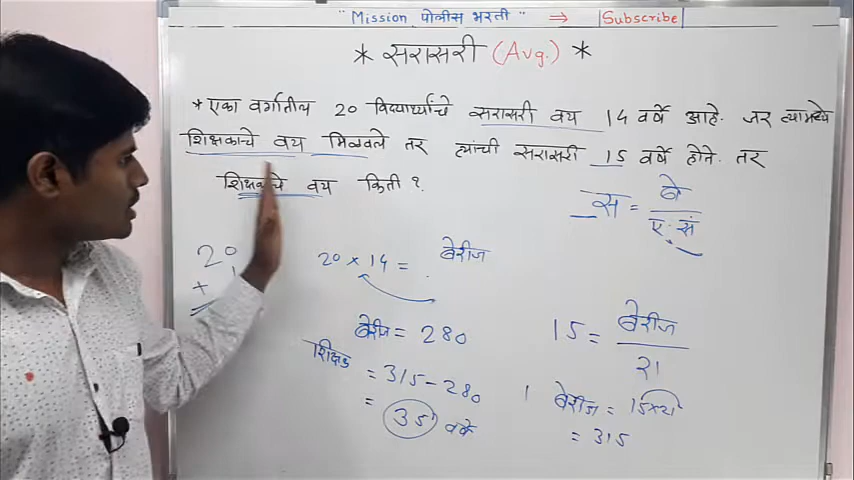 "Mission पोलीस भरती" ⇒ |Subscribe|
* सरासरी (Avg.) *
* एका वर्गातील 20 विद्यार्थ्यांचे सरासरी वय 14 वर्षे आहे. जर त्यामध्ये
शिक्षकाचे वय मिळवले तर त्यांची सरासरी 15 वर्षे होते. तर
शिक्षकाचे वय किती ?
स = बे / ए. सं
20
+
20 × 14 = बेरीज
बेरीज = 280
शिक्षक = 315 - 280
= 35 वर्षे
15 = बेरीज / 21
बेरीज = 15×21
= 315